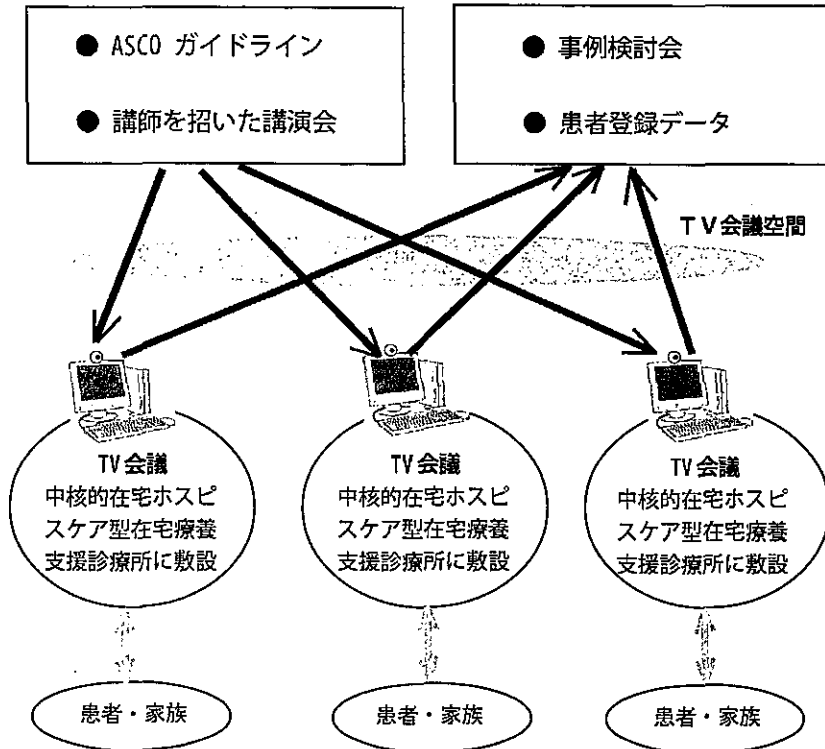 ● ASCO ガイドライン
● 講師を招いた講演会
● 事例検討会
● 患者登録データ
TV会議空間
TV会議
中核的在宅ホスピ
スケア型在宅療養
支援診療所に敷設
TV会議
中核的在宅ホスピ
スケア型在宅療養
支援診療所に敷設
TV会議
中核的在宅ホスピ
スケア型在宅療養
支援診療所に敷設
患者・家族
患者・家族
患者・家族